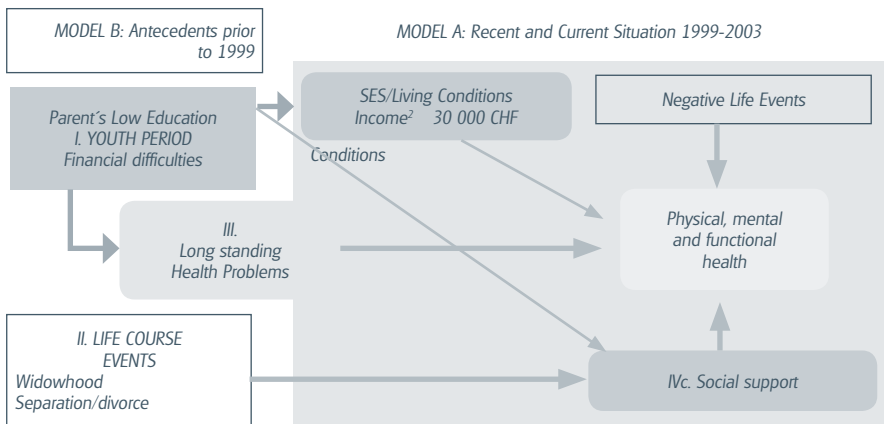 MODEL B: Antecedents prior
to 1999
MODEL A: Recent and Current Situation 1999-2003
Parent´s Low Education
I. YOUTH PERIOD
Financial difficulties
SES/Living Conditions
Income² 30 000 CHF
Conditions
Negative Life Events
III.
Long standing
Health Problems
Physical, mental
and functional
health
II. LIFE COURSE
EVENTS
Widowhood
Separation/divorce
IVc. Social support